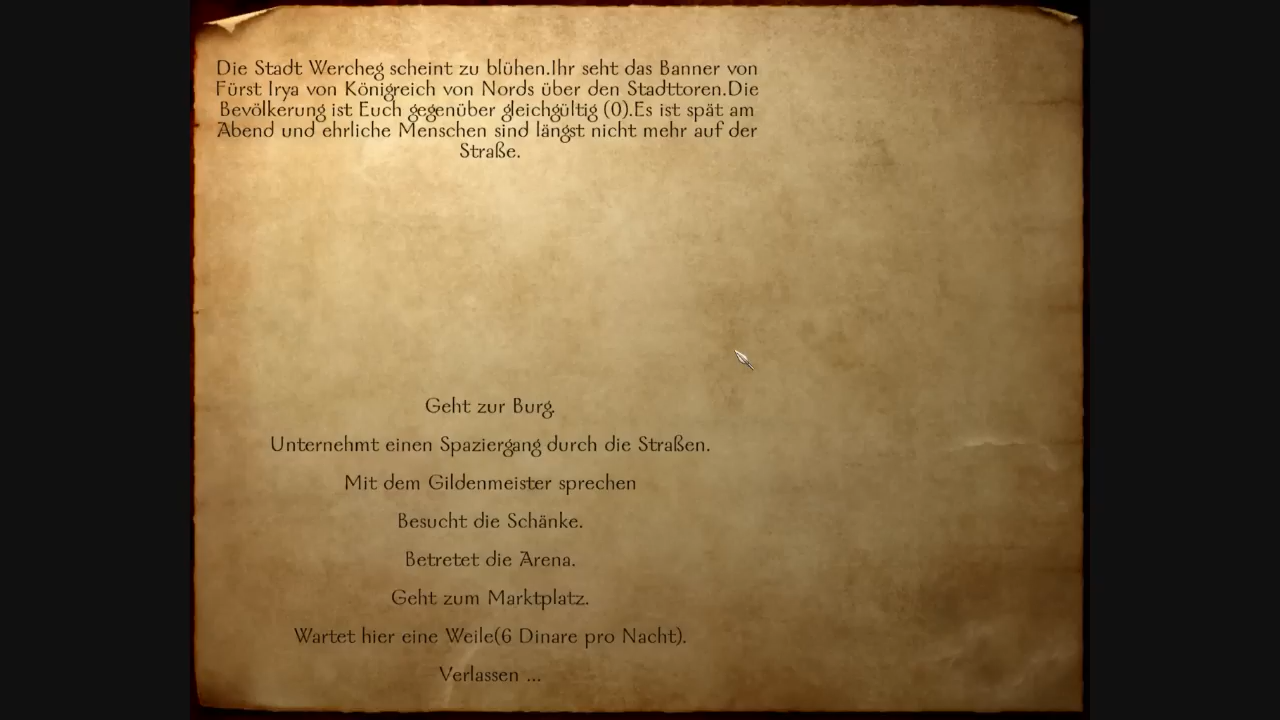 Die Stadt Wercheg scheint zu blühen.Ihr seht das Banner von
Fürst Irya von Königreich von Nords über den Stadttoren.Die
Bevölkerung ist Euch gegenüber gleichgültig (0).Es ist spät am
Abend und ehrliche Menschen sind längst nicht mehr auf der
Straße.
Geht zur Burg.
Unternehmt einen Spaziergang durch die Straßen.
Mit dem Gildenmeister sprechen
Besucht die Schänke.
Betretet die Arena.
Geht zum Marktplatz.
Wartet hier eine Weile(6 Dinare pro Nacht).
Verlassen ...